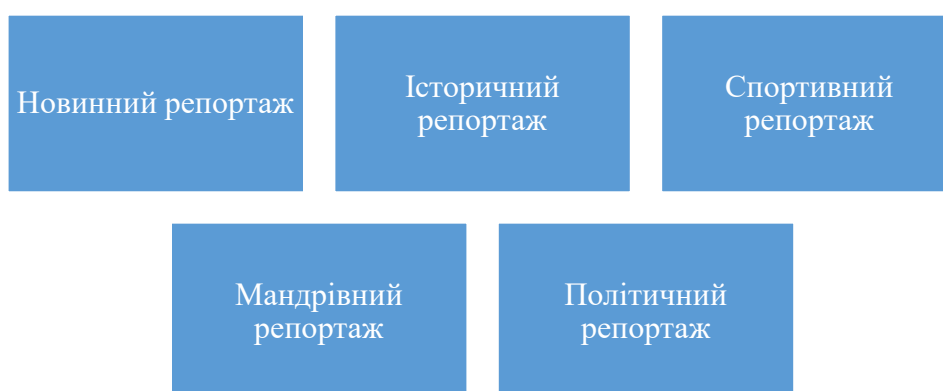 Новинний репортаж
Історичний
репортаж
Спортивний
репортаж
Мандрівний
репортаж
Політичний
репортаж